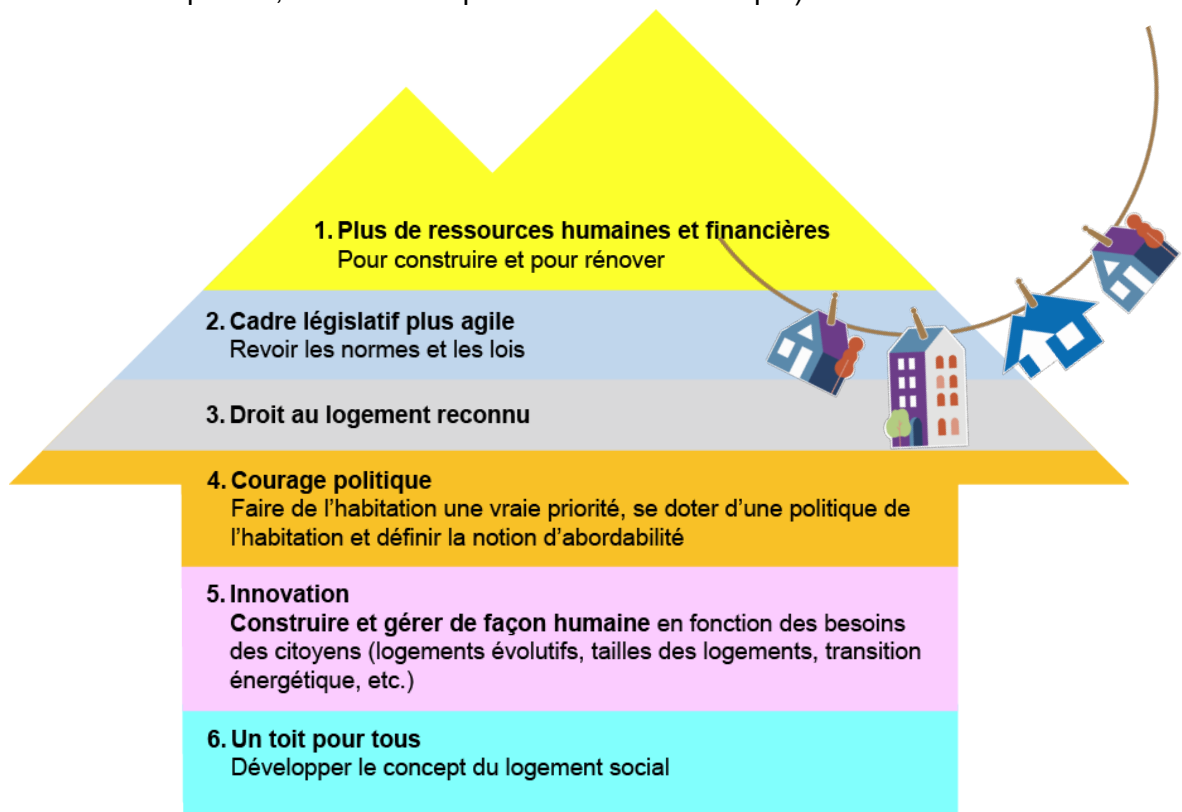 1. Plus de ressources humaines et financières
Pour construire et pour rénover
2. Cadre législatif plus agile
Revoir les normes et les lois
3. Droit au logement reconnu
4. Courage politique
Faire de l’habitation une vraie priorité, se doter d’une politique de
l’habitation et définir la notion d’abordabilité
5. Innovation
Construire et gérer de façon humaine en fonction des besoins
des citoyens (logements évolutifs, tailles des logements, transition
énergétique, etc.)
6. Un toit pour tous
Développer le concept du logement social